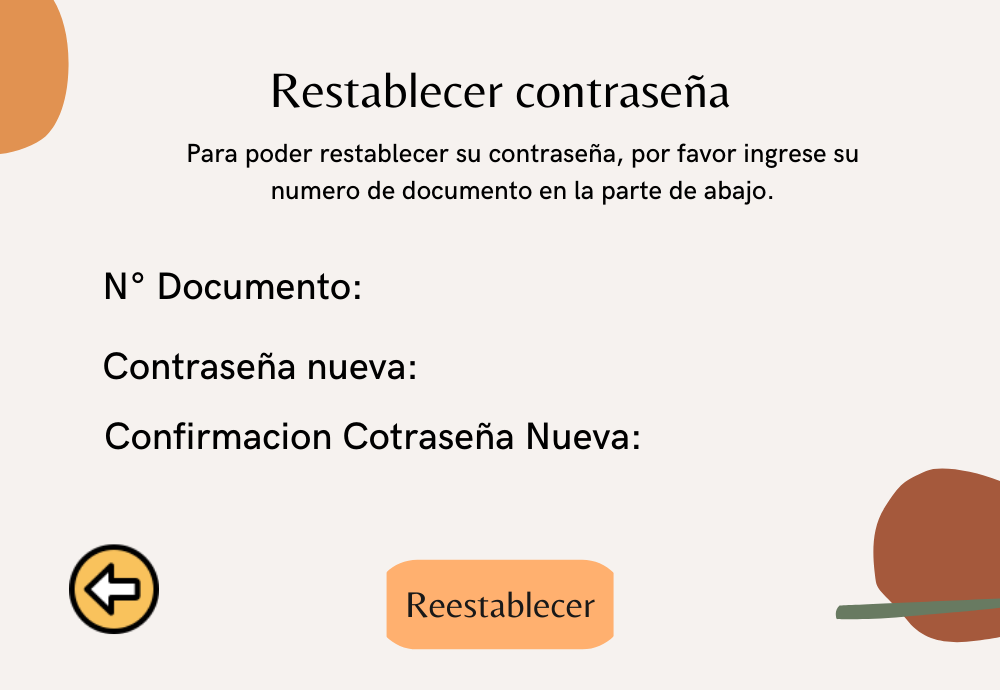 Restablecer contraseña
Para poder restablecer su contraseña, por favor ingrese su
numero de documento en la parte de abajo.
N° Documento:
Contraseña nueva:
Confirmacion Cotraseña Nueva:
Reestablecer